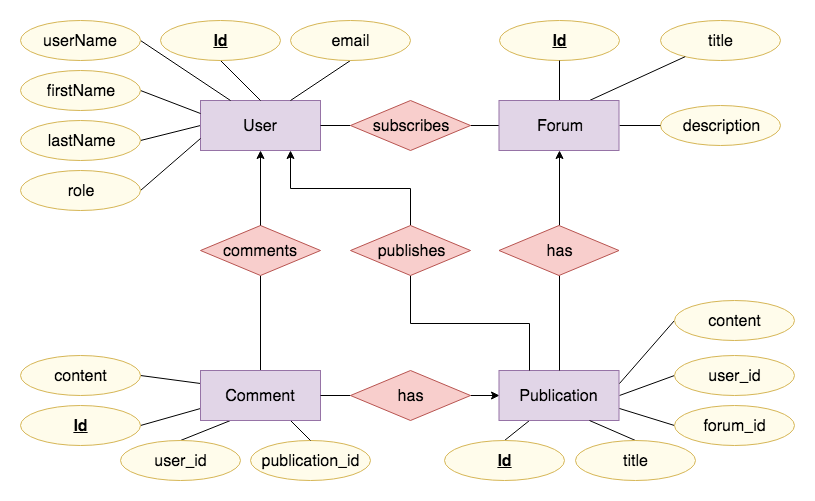 userName
Id
email
Id
title
firstName
User
subscribes
Forum
description
lastName
role
comments
publishes
has
content
content
Comment
has
Publication
user_id
Id
forum_id
user_id
publication_id
Id
title